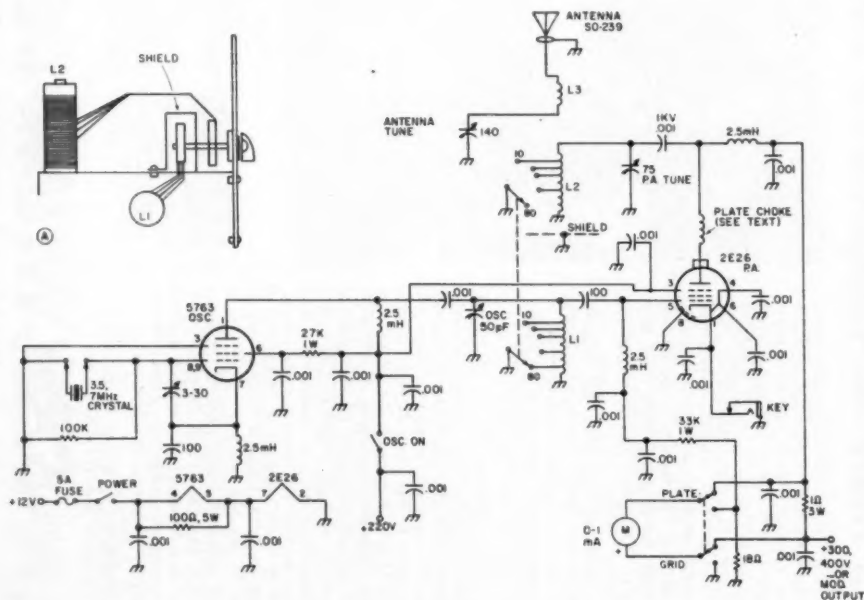 L2
SHIELD
L1
A
ANTENNA
SO-239
L3
ANTENNA
TUNE
140
1KV
.001
2.5mH
.001
10
L2
75
P.A. TUNE
PLATE CHOKE
(SEE TEXT)
80
SHIELD
.001
2E26
P.A.
3
4
5
6
8
1
.001
5763
OSC
1
2.5
mH
.001
OSC
50pF
10
L1
100
80
3
6
8,9
7
27K
1W
.001
.001
.001
2.5
mH
.001
.001
KEY
3.5,
7MHz
CRYSTAL
3-30
100K
100
2.5mH
OSC. ON
.001
.001
33K
1W
.001
5A
FUSE
POWER
+12V
5763
4
5
2E26
7
2
100Ω, 5W
.001
.001
+220V
PLATE
0-1
mA
M
+
GRID
18Ω
.001
1Ω
3W
.001
+300,
400V
-OR-
MOD.
OUTPUT